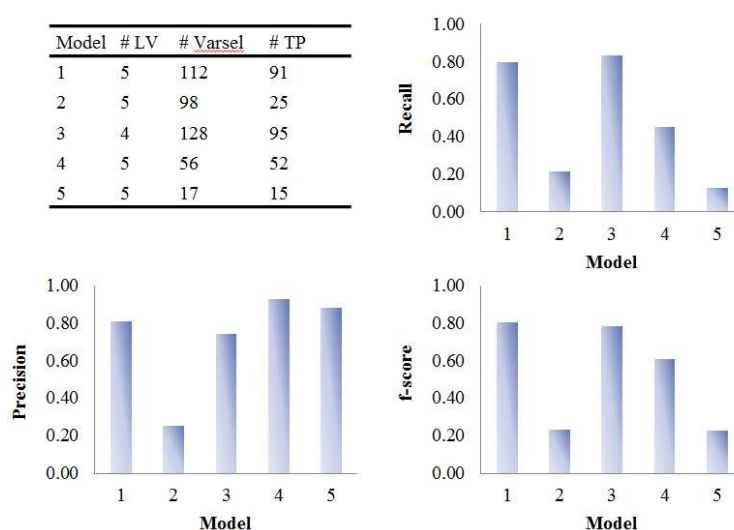 Model # LV # Varsel # TP
1 5 112 91
2 5 98 25
3 4 128 95
4 5 56 52
5 5 17 15
1.00
0.80
0.60
0.40
0.20
0.00
Recall
1 2 3 4 5
Model
1.00
0.80
0.60
0.40
0.20
0.00
Precision
1 2 3 4 5
Model
1.00
0.80
0.60
0.40
0.20
0.00
f-score
1 2 3 4 5
Model